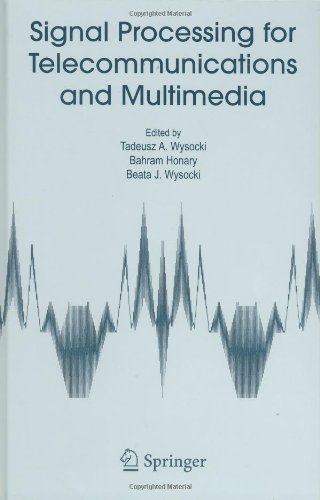 Signal Processing for
Telecommunications
and Multimedia
Edited by
Tadeusz A. Wysocki
Bahram Honary
Beata J. Wysocki
Springer